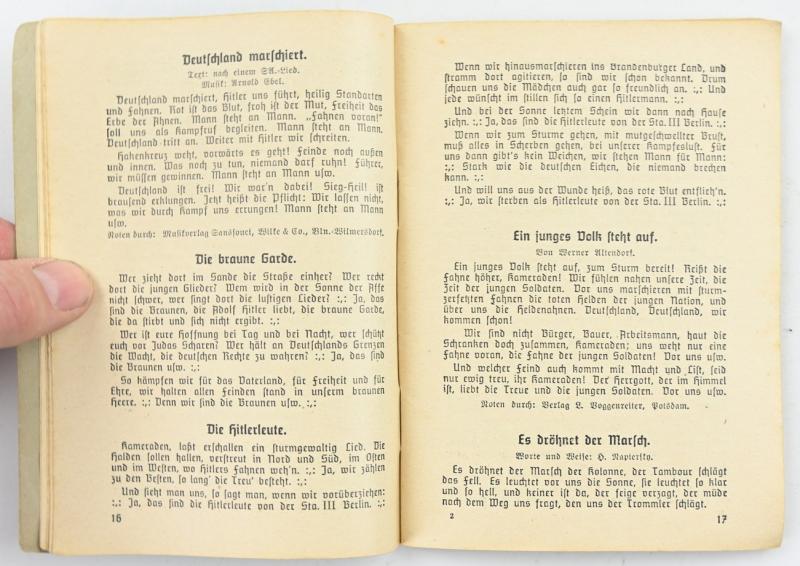 Deutschland marschiert.
Text: nach einem SA.-Lied.
Musik: Arnold Ebel.
Deutschland marschiert, Hitler uns führt, heilig Standarten
und Fahnen. Rot ist das Blut, froh ist der Mut, Freiheit das
Erbe der Ahnen. Mann steht an Mann. „Fahnen voran!“
soll uns als Kampfruf begleiten. Mann steht an Mann,
Deutschland tritt an. Weiter mit Hitler wir schreiten.
Hakenkreuz weht, vorwärts es geht! Feinde noch außen
und innen. Was noch zu tun, niemand darf ruhn! Führer,
wir müssen gewinnen. Mann steht an Mann usw.
Deutschland ist frei! Wir war'n dabei! Sieg-Heil! ist
brausend erklungen. Jetzt heißt die Pflicht: Wir lassen nicht,
was wir durch Kampf uns errungen! Mann steht an Mann
usw.
Noten durch: Musikverlag Sanssouci, Wilke & Co., Bln.-Wilmersdorf.
Die braune Garde.
Wer zieht dort im Sande die Straße einher? Wer reckt
dort die jungen Glieder? Wem wird in der Sonne der Affe
nicht schwer, wer singt dort die lustigen Lieder? :,: Ja, das
sind die Braunen, die Adolf Hitler liebt, die braune Garde,
die da stirbt und sich nicht ergibt. :,:
Wer ist eure Hoffnung bei Tag und bei Nacht, wer schützt
euch vor Judas Scharen? Wer hält an Deutschlands Grenzen
die Wacht, die deutschen Rechte zu wahren? :,: Ja, das sind
die Braunen usw. :,:
So kämpfen wir für das Vaterland, für Freiheit und für
Ehre, wir halten allen Feinden stand in unserm braunen
Heere. :,: Denn wir sind die Braunen usw. :,:
Die Hitlerleute.
Kameraden, laßt erschallen ein sturmgewaltig Lied. Die
Halden sollen hallen, verstreut in Nord und Süd, im Osten
und im Westen, wo Hitlers Fahnen weh'n. :,: Ja, wir zählen
zu den Besten, so lang' die Treu' besteht. :,:
Und sieht man uns, so sagt man, wenn wir vorüberziehen:
:,: Ja, das sind die Hitlerleute von der Sta. III Berlin. :,:
16
Wenn wir hinausmarschieren ins Brandenburger Land, und
stramm dort agitieren, so sind wir schon bekannt. Drum
schauen uns die Mädchen auch gar so freundlich an. :,: Und
jede wünscht im stillen sich so einen Hitlermann. :,:
Und bei der Sonne letztem Schein wir dann nach Hause
ziehn. :,: Ja, das sind die Hitlerleute von der Sta. III Berlin. :,:
Wenn wir zum Sturme gehen, mit mutgeschwellter Brust,
muß alles in Scherben gehen, bei unserer Kampfeslust. Für
uns dann gibt's kein Weichen, wir stehen Mann für Mann:
:,: Stark wie die deutschen Eichen, die niemand brechen
kann. :,:
Und will uns aus der Wunde heiß, das rote Blut entflieh'n.
:,: Ja, wir sterben als Hitlerleute von der Sta. III Berlin. :,:
Ein junges Volk steht auf.
Von Werner Altendorf.
Ein junges Volk steht auf, zum Sturm bereit! Reißt die
Fahne höher, Kameraden! Wir fühlen nahen unsere Zeit, die
Zeit der jungen Soldaten. Vor uns marschieren mit sturm-
zerfetzten Fahnen die toten Helden der jungen Nation, und
über uns die Heldenahnen. Deutschland, Deutschland, wir
kommen schon!
Wir sind nicht Bürger, Bauer, Arbeitsmann, haut die
Schranken doch zusammen, Kameraden; uns weht nur eine
Fahne voran, die Fahne der jungen Soldaten! Vor uns usw.
Und welcher Feind auch kommt mit Macht und List, seid
nur ewig treu, ihr Kameraden! Der Herrgott, der im Himmel
ist, liebt die Treue und die jungen Soldaten. Vor uns usw.
Noten durch: Verlag L. Voggenreiter, Potsdam.
Es dröhnet der Marsch.
Worte und Weise: H. Napiersky.
Es dröhnet der Marsch der Kolonne, der Tambour schlägt
das Fell. Es leuchtet vor uns die Sonne, sie leuchtet so klar
und so hell, und keiner ist da, der feige verzagt, der müde
nach dem Weg uns fragt, den uns der Trommler schlägt.
2
17